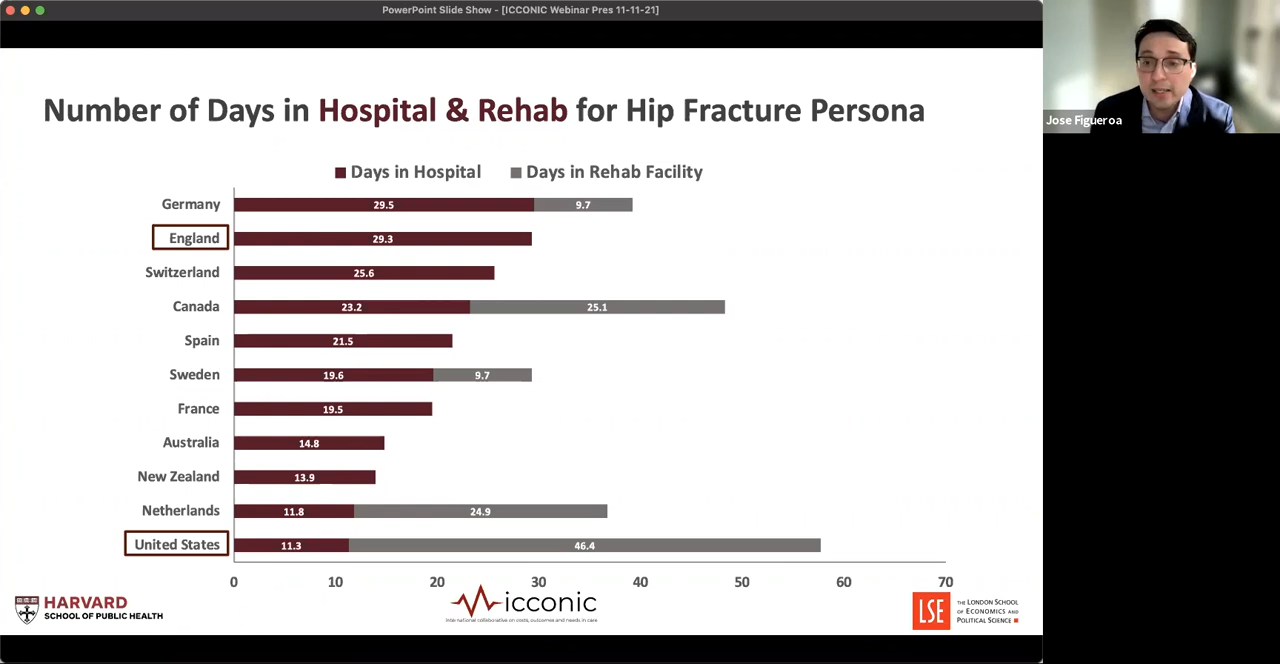 PowerPoint Slide Show - [ICCONIC Webinar Pres 11-11-21]
Jose Figueroa
Number of Days in Hospital & Rehab for Hip Fracture Persona
Days in Hospital Days in Rehab Facility
Germany 29.5 9.7
England 29.3
Switzerland 25.6
Canada 23.2 25.1
Spain 21.5
Sweden 19.6 9.7
France 19.5
Australia 14.8
New Zealand 13.9
Netherlands 11.8 24.9
United States 11.3 46.4
0 10 20 30 40 50 60 70
HARVARD
SCHOOL OF PUBLIC HEALTH
icconic
International collaborative on costs, outcomes and needs in care
LSE
THE LONDON SCHOOL
OF ECONOMICS AND
POLITICAL SCIENCE